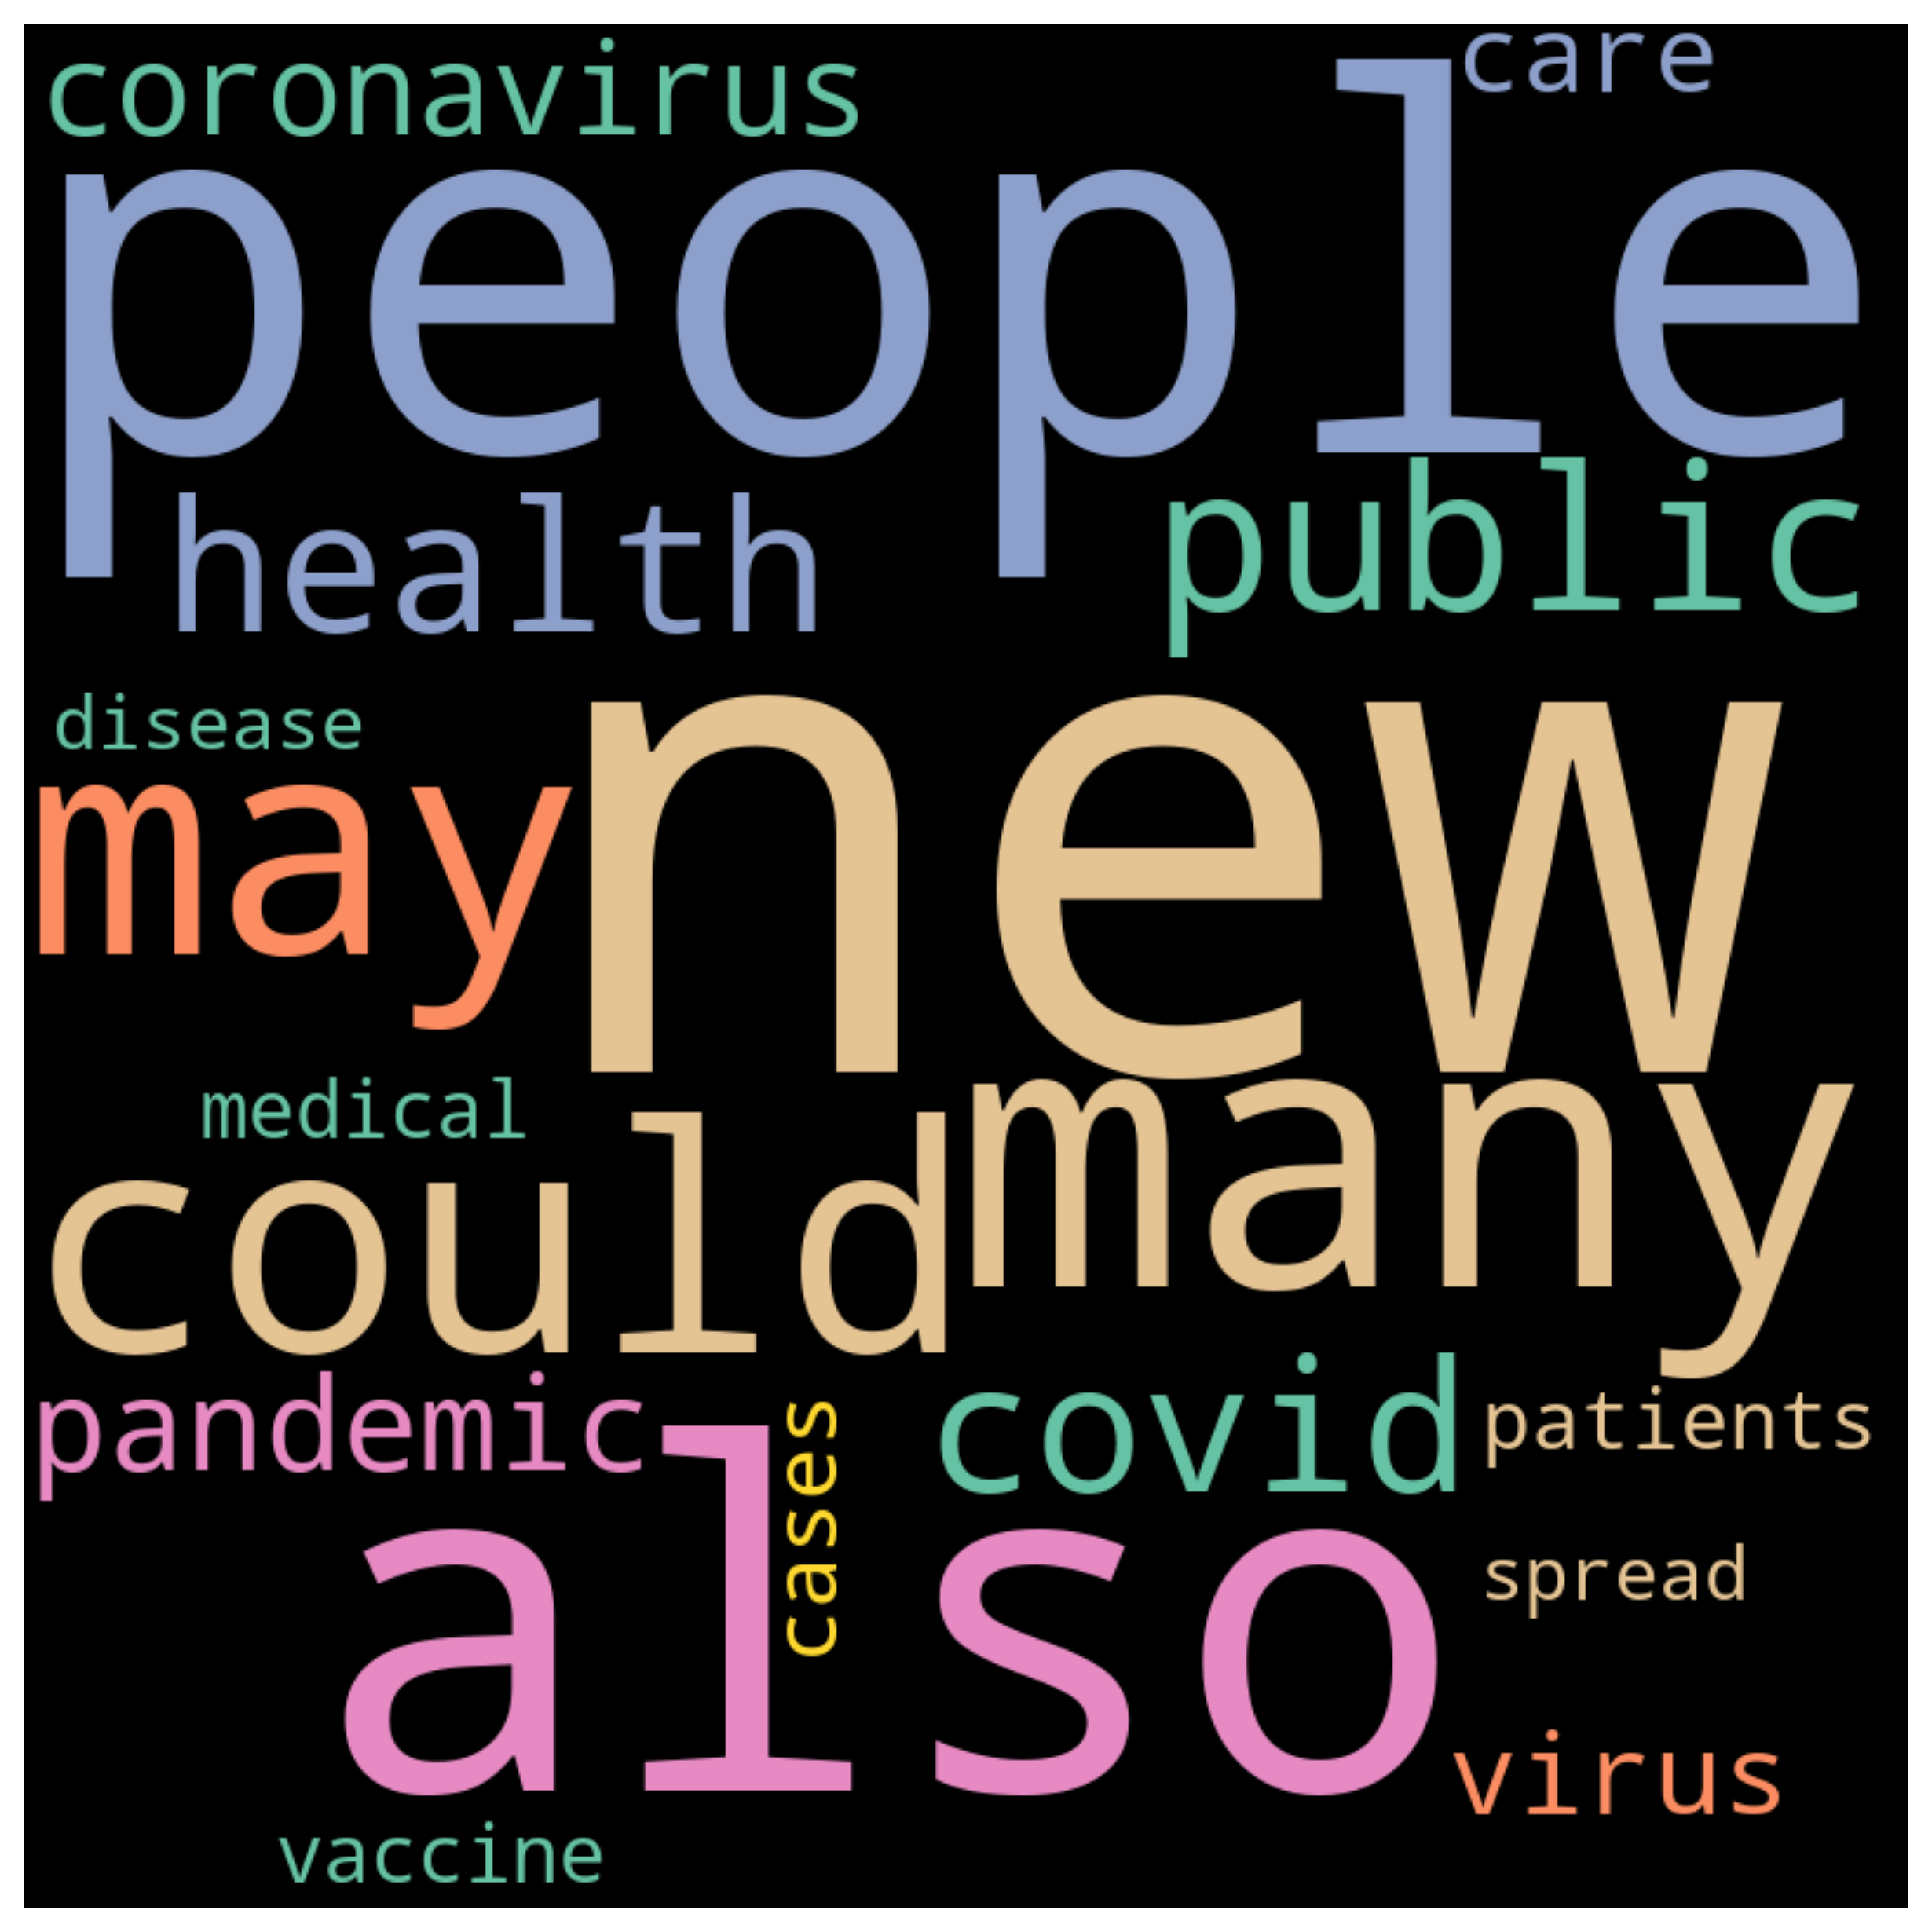 coronavirus
care
people
health
public
disease
may
new
medical
could
many
pandemic
cases
covid
patients
also
spread
virus
vaccine